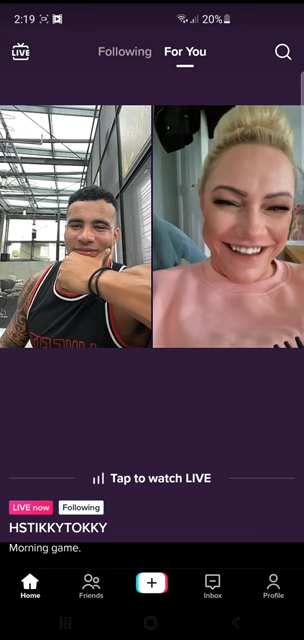 2:19
20%
LIVE
Following
For You
Tap to watch LIVE
LIVE now
Following
HSTIKKYTOKKY
Morning game.
Home
Friends
Inbox
Profile